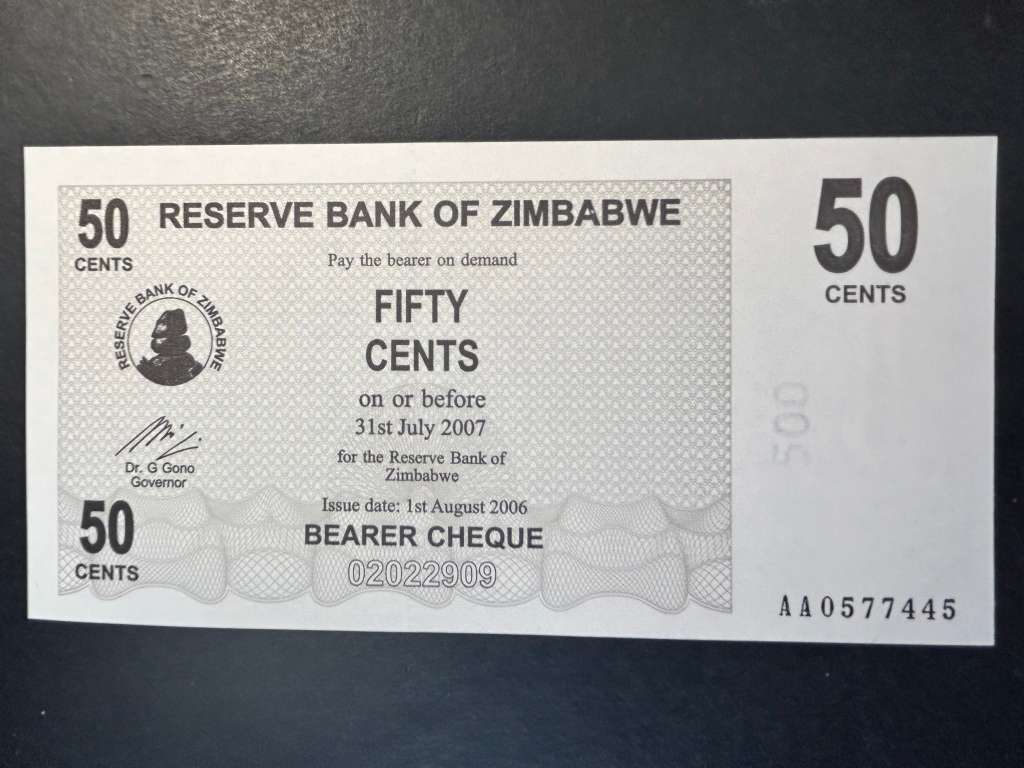 50
CENTS
RESERVE BANK OF ZIMBABWE
Pay the bearer on demand
FIFTY
CENTS
on or before
31st July 2007
for the Reserve Bank of
Zimbabwe
Issue date: 1st August 2006
BEARER CHEQUE
02022909
RESERVE BANK OF ZIMBABWE
Dr. G Gono
Governor
50
CENTS
50
CENTS
500
AA0577445